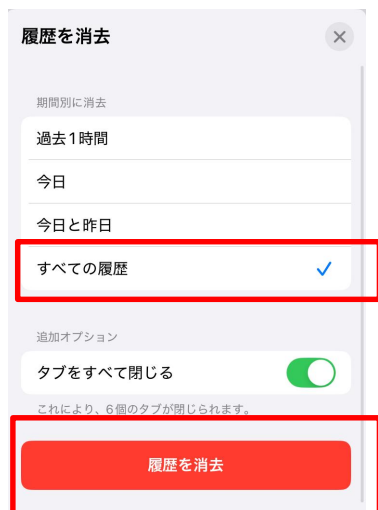 履歴を消去
期間別に消去
過去1時間
今日
今日と昨日
すべての履歴
追加オプション
タブをすべて閉じる
これにより、6個のタブが閉じられます。
履歴を消去